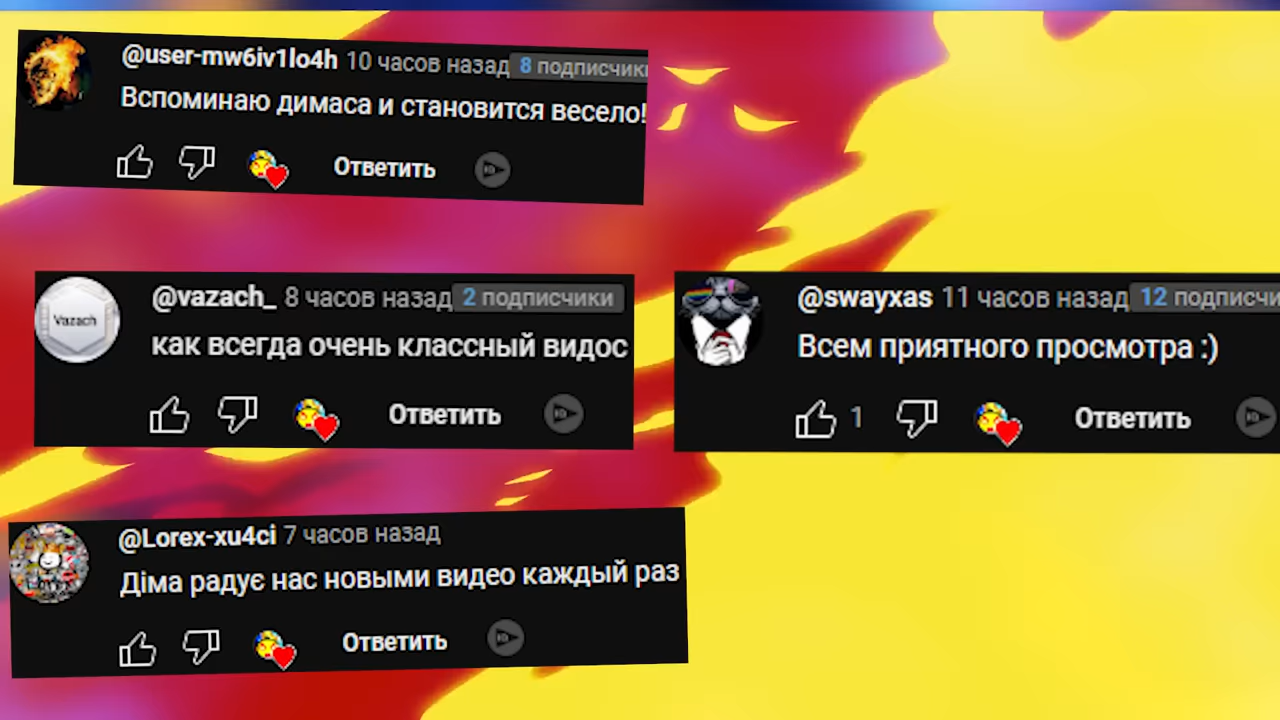 @user-mw6iv1lo4h 10 часов назад 8 подписчики
Вспоминаю димаса и становится весело!
Ответить
@vazach_ 8 часов назад 2 подписчики
Vazach
как всегда очень классный видос
Ответить
@swayxas 11 часов назад 12 подписчи
Всем приятного просмотра :)
1
Ответить
@Lorex-xu4ci 7 часов назад
Діма радує нас новыми видео каждый раз
Ответить